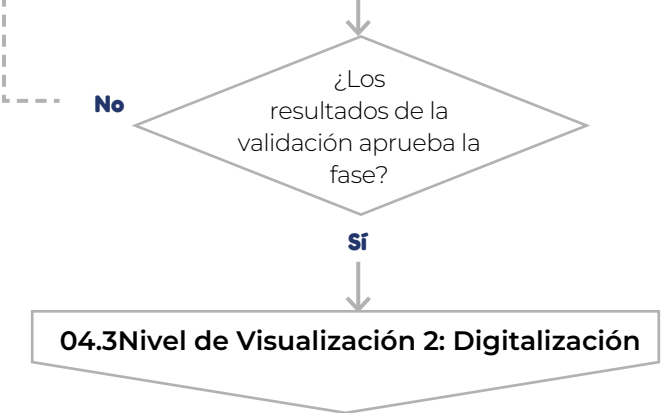 ¿Los
resultados de la
validación aprueba la
fase?
No
Sí
04.3Nivel de Visualización 2: Digitalización